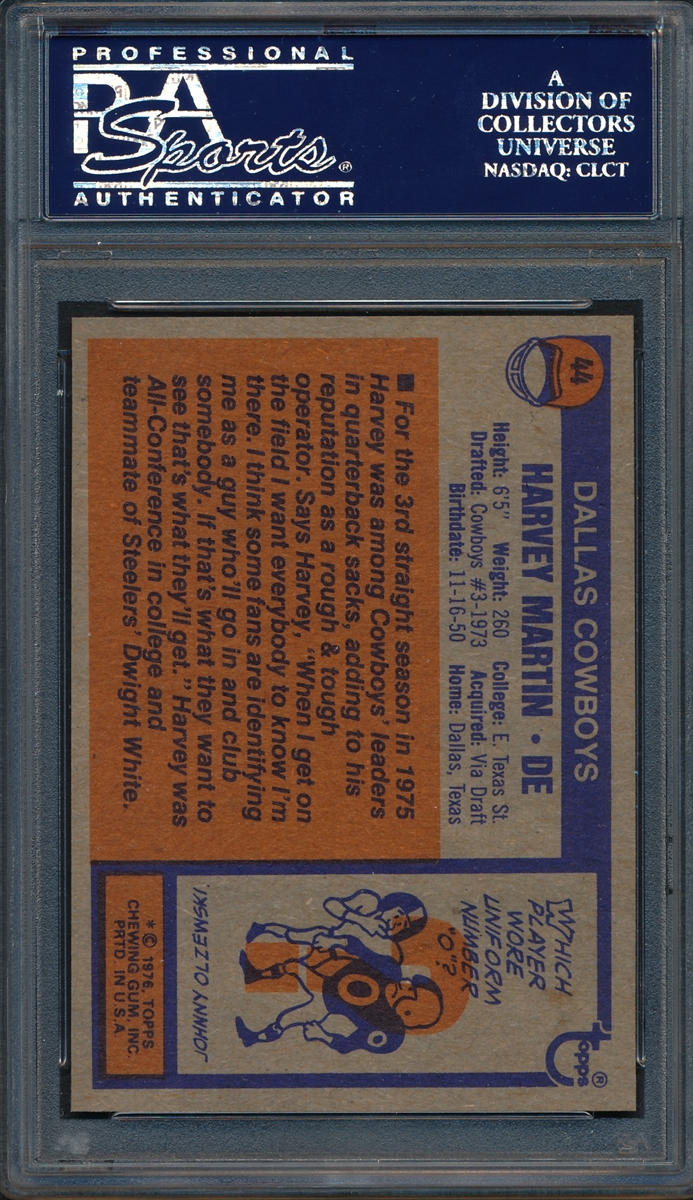 PROFESSIONAL
PSA
Sports®
AUTHENTICATOR
A
DIVISION OF
COLLECTORS
UNIVERSE
NASDAQ: CLCT
44
DALLAS COWBOYS
HARVEY MARTIN • DE
Height: 6'5" Weight: 260 College: E. Texas St.
Drafted: Cowboys #3-1973 Acquired: Via Draft
Birthdate: 11-16-50 Home: Dallas, Texas
■ For the 3rd straight season in 1975
Harvey was among Cowboys' leaders
in quarterback sacks, adding to his
reputation as a rough & tough
operator. Says Harvey, "When I get on
the field I want everybody to know I'm
there. I think some fans are identifying
me as a guy who'll go in and club
somebody. If that's what they want to
see that's what they'll get." Harvey was
All-Conference in college and
teammate of Steelers' Dwight White.
Topps®
WHICH
PLAYER
WORE
UNIFORM
NUMBER
"O"?
O
O
JOHNNY OLZEWSKI
*© 1976, TOPPS
CHEWING GUM, INC.
PRTD. IN U.S.A.